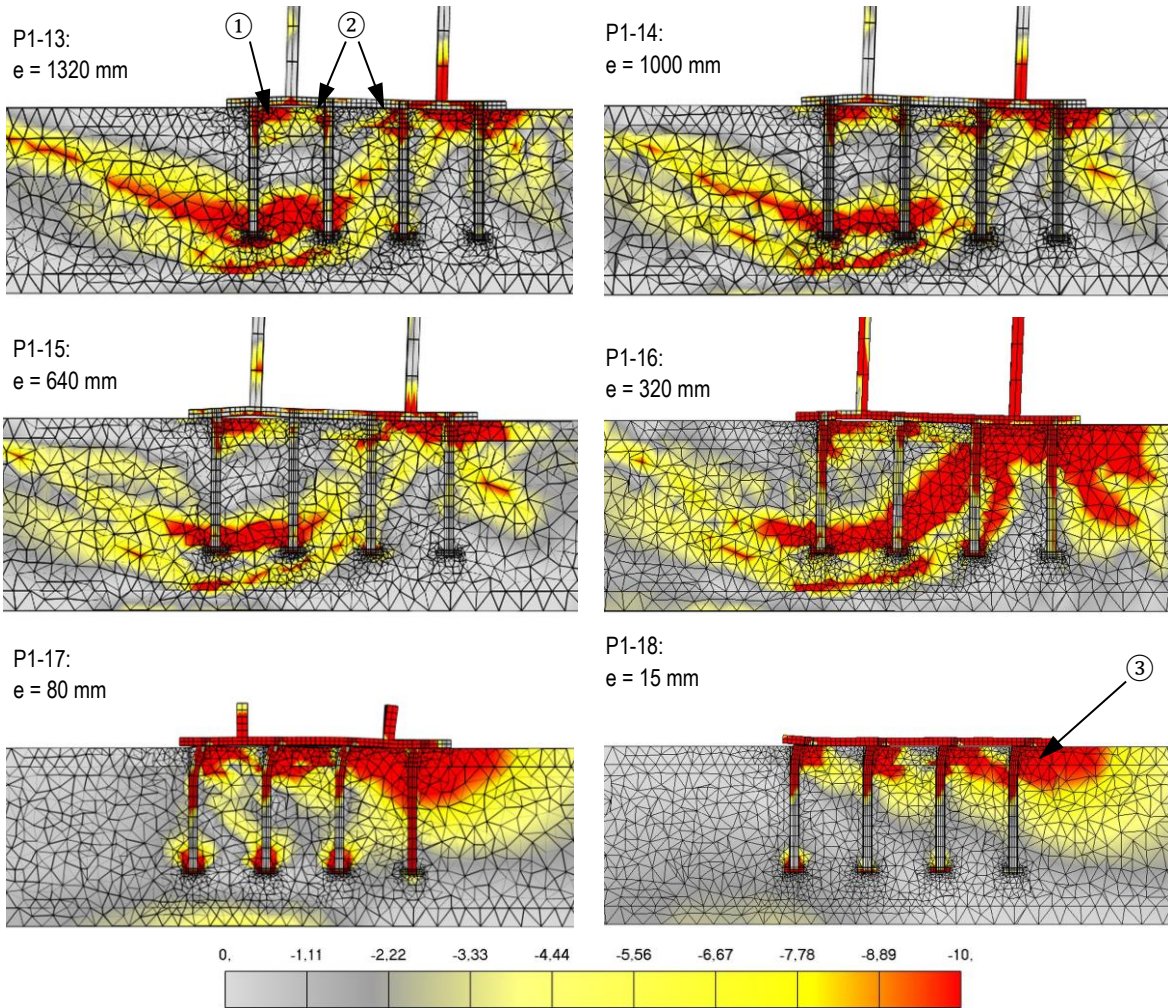 P1-13:
e = 1320 mm
①
②
P1-14:
e = 1000 mm
P1-15:
e = 640 mm
P1-16:
e = 320 mm
P1-17:
e = 80 mm
P1-18:
e = 15 mm
③
0, -1,11 -2,22 -3,33 -4,44 -5,56 -6,67 -7,78 -8,89 -10,